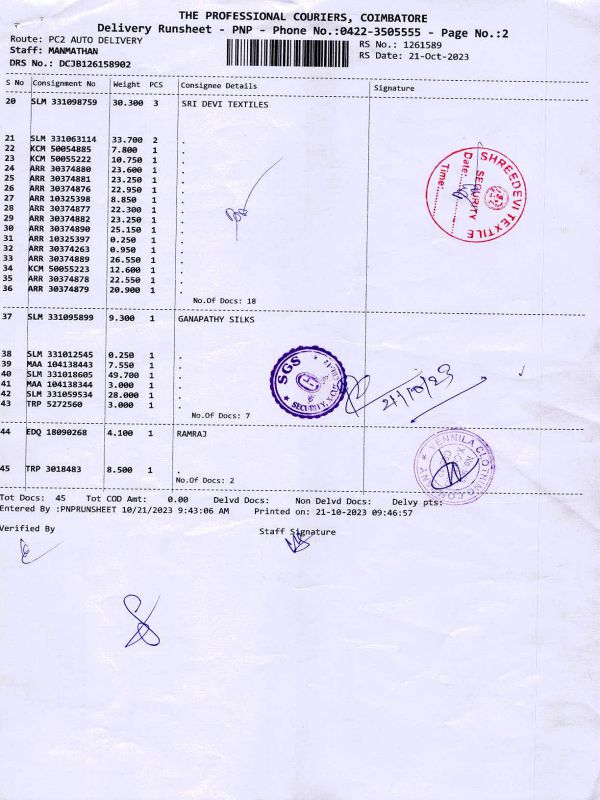 THE PROFESSIONAL COURIERS, COIMBATORE
Delivery Runsheet - PNP - Phone No.:0422-3505555 - Page No.:2
Route: PC2 AUTO DELIVERY
RS No.: 1261589
Staff: MANMATHAN
RS Date: 21-Oct-2023
DRS No.: DCJB126158902
S No Consignment No Weight PCS Consignee Details Signature
20 SLM 331098759 30.300 3 SRI DEVI TEXTILES
21 SLM 331063114 33.700 2 .
22 KCM 50054885 7.800 1 .
23 KCM 50055222 10.750 1 .
24 ARR 30374880 23.600 1 .
25 ARR 30374881 23.250 1 .
26 ARR 30374876 22.950 1 .
27 ARR 10325398 8.850 1 .
28 ARR 30374877 22.300 1 .
29 ARR 30374882 23.250 1 .
30 ARR 30374890 25.150 1 .
31 ARR 10325397 0.250 1 .
32 ARR 30374263 0.950 1 .
33 ARR 30374889 26.550 1 .
34 KCM 50055223 12.600 1 .
35 ARR 30374878 22.550 1 .
36 ARR 30374879 20.900 1 .
No.Of Docs: 18
SHREEDEVI TEXTILE
SECURITY
Date:
Time:
37 SLM 331095899 9.300 1 GANAPATHY SILKS
38 SLM 331012545 0.250 1 .
39 MAA 104138443 7.550 1 .
40 SLM 331018605 49.700 1 .
41 MAA 104138344 3.000 1 .
42 SLM 331059534 28.000 1 .
43 TRP 5272560 3.000 1 .
No.Of Docs: 7
SGS
SECURITY
21/10/23
44 EDQ 18090268 4.100 1 RAMRAJ
45 TRP 3018483 8.500 1 .
No.Of Docs: 2
VENNILA CLOTHING COMPANY
Tot Docs: 45 Tot COD Amt: 0.00 Delvd Docs: Non Delvd Docs: Delvy pts:
Entered By :PNPRUNSHEET 10/21/2023 9:43:06 AM Printed on: 21-10-2023 09:46:57
Verified By Staff Signature